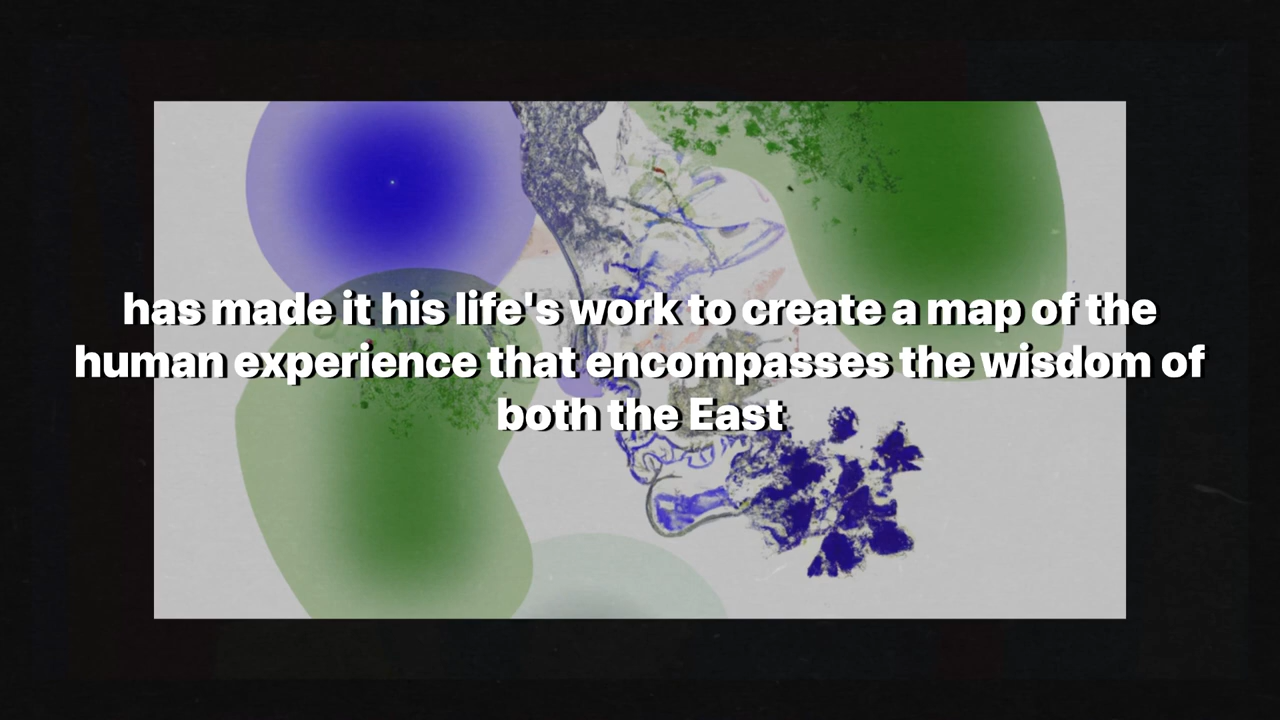 has made it his life's work to create a map of the
human experience that encompasses the wisdom of
both the East